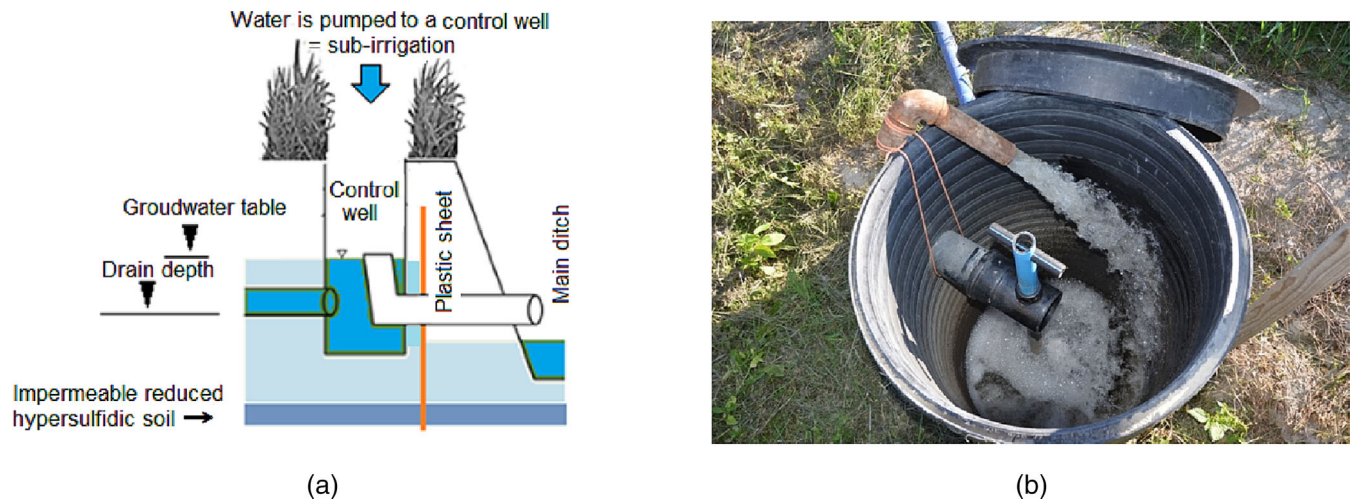 Water is pumped to a control well
= sub-irrigation
Control
well
Groudwater table
Drain depth
Plastic sheet
Main ditch
Impermeable reduced
hypersulfidic soil →
(a)
(b)